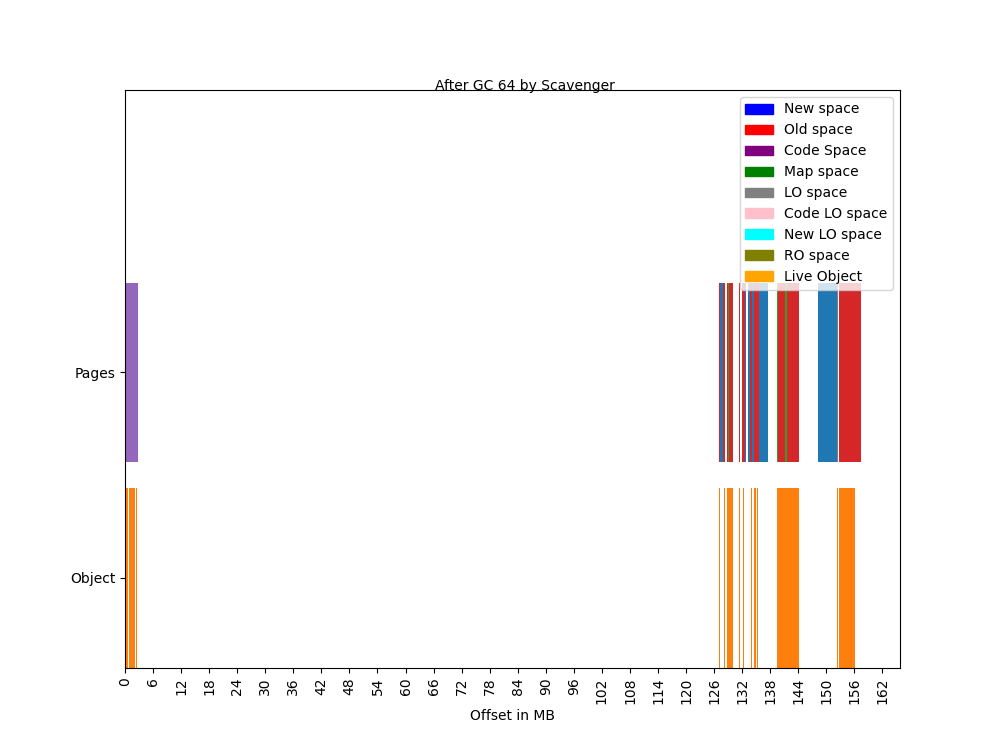 After GC 64 by Scavenger
New space
Old space
Code Space
Map space
LO space
Code LO space
New LO space
RO space
Live Object
Pages
Object
0 6 12 18 24 30 36 42 48 54 60 66 72 78 84 90 96 102 108 114 120 126 132 138 144 150 156 162
Offset in MB